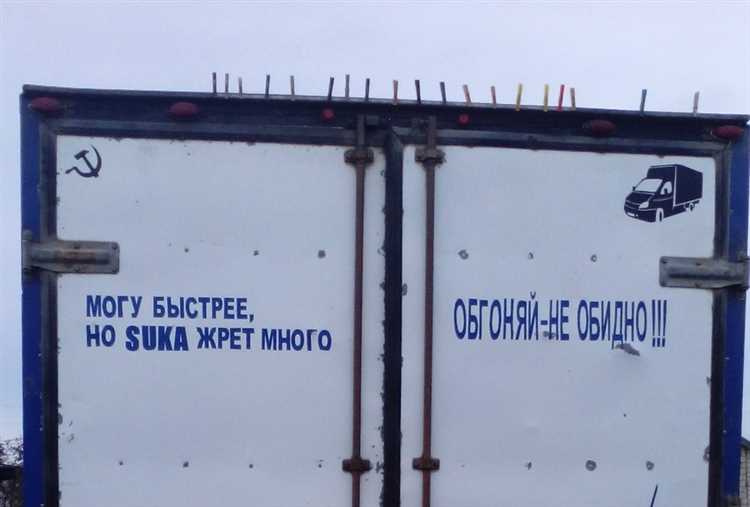 МОГУ БЫСТРЕЕ,
НО SUKA ЖРЕТ МНОГО
ОБГОНЯЙ-НЕ ОБИДНО!!!